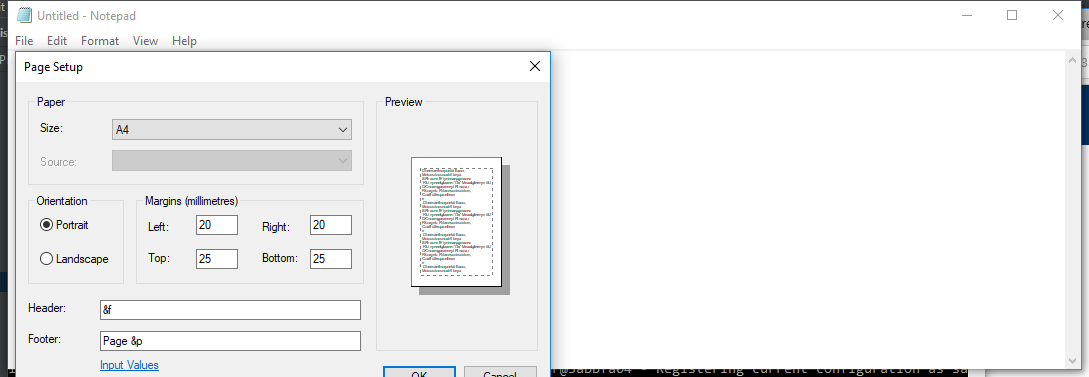 Untitled - Notepad
File Edit Format View Help
Page Setup
Paper
Size: A4
Source:
Preview
Orientation
Portrait
Landscape
Margins (millimetres)
Left: 20 Right: 20
Top: 25 Bottom: 25
Header: &f
Footer: Page &p
Input Values
OK Cancel
- Registering current configuration as sa